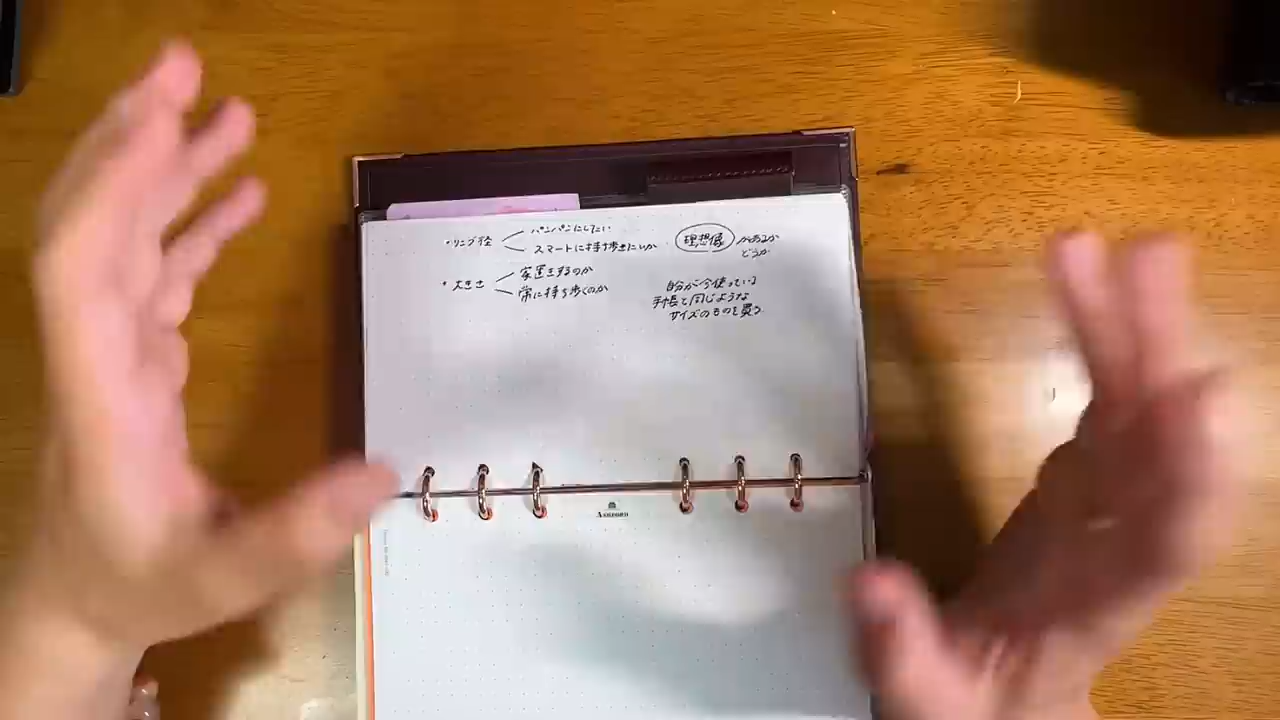 ・リング径
パンパンにしたい
スマートに持ち歩きたいか
・大きさ
家置きするのか
常に持ち歩くのか
理想像 があるか
どうか
自分が今使っている
手帳と同じような
サイズのものを買う